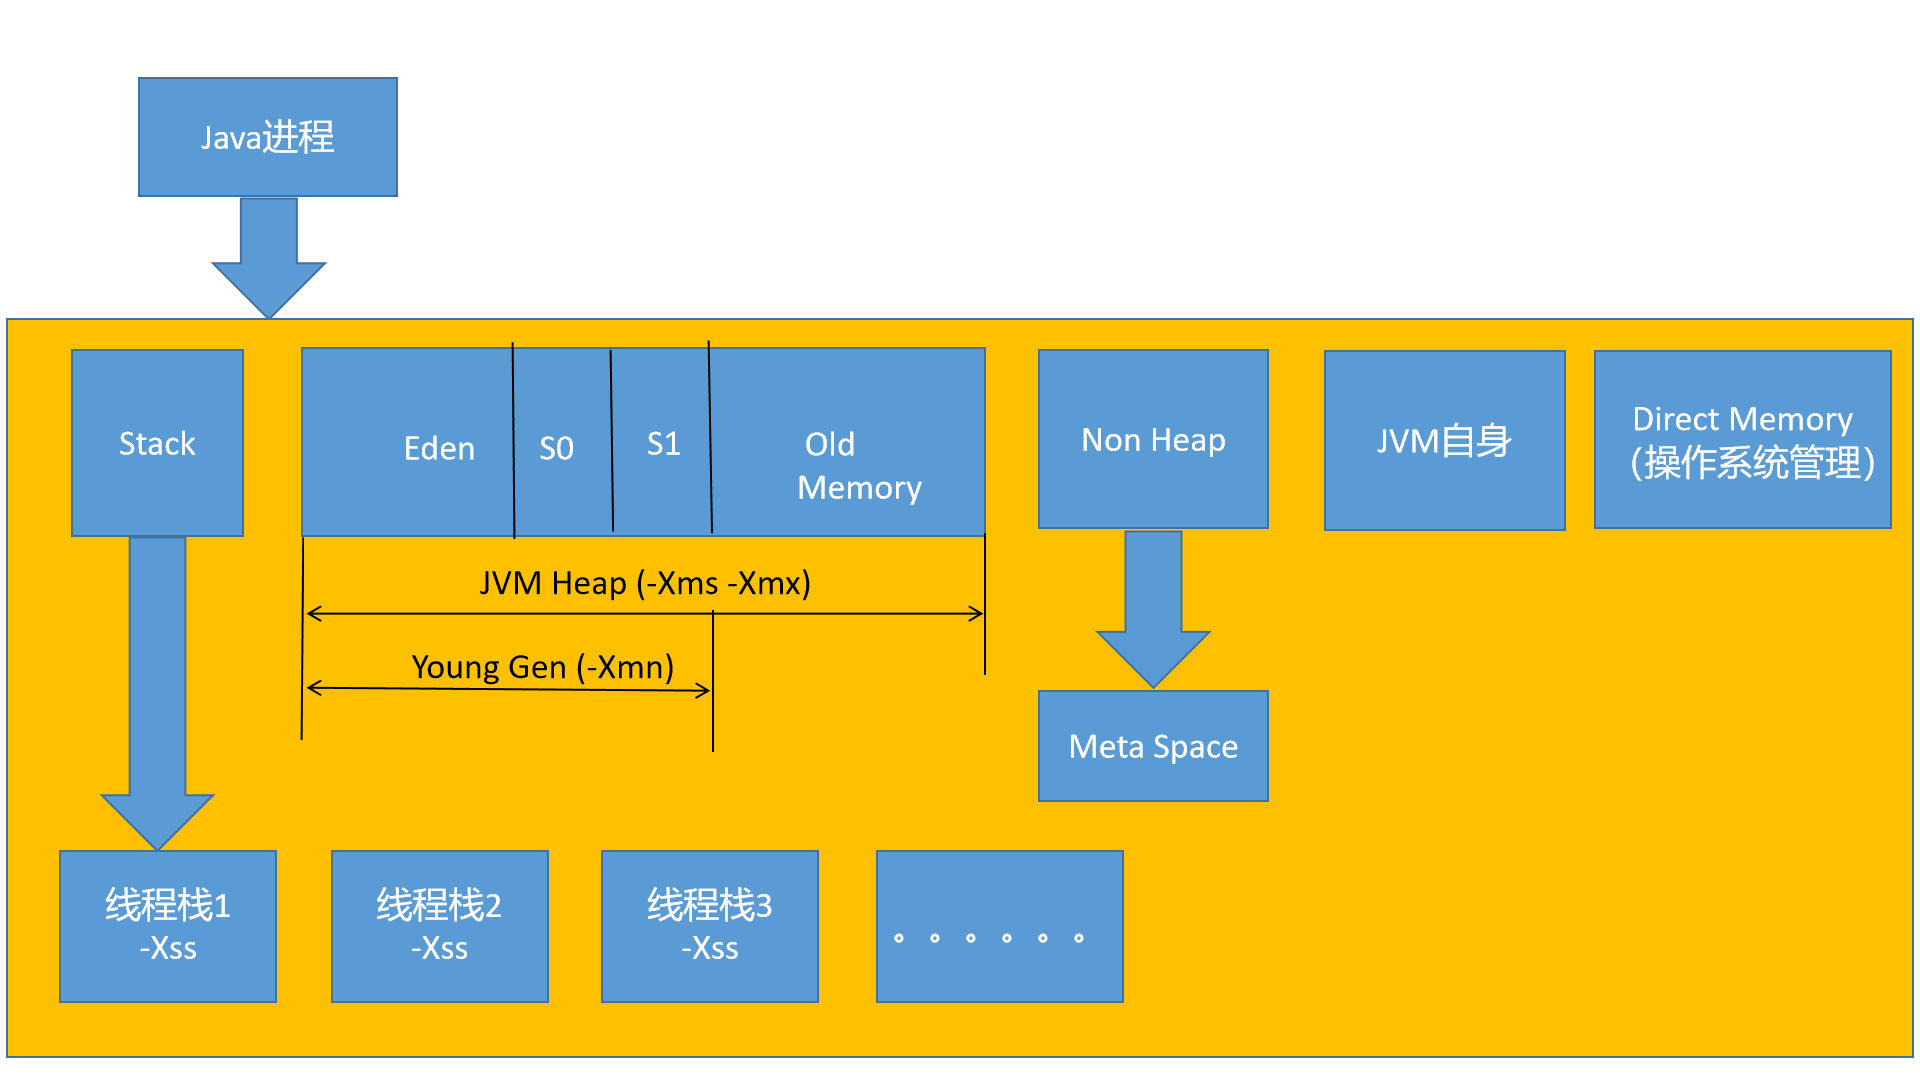 Java进程
Stack
Eden
S0
S1
Old
Memory
Non Heap
JVM自身
Direct Memory
(操作系统管理)
JVM Heap (-Xms -Xmx)
Young Gen (-Xmn)
Meta Space
线程栈1
-Xss
线程栈2
-Xss
线程栈3
-Xss
。。。。。。